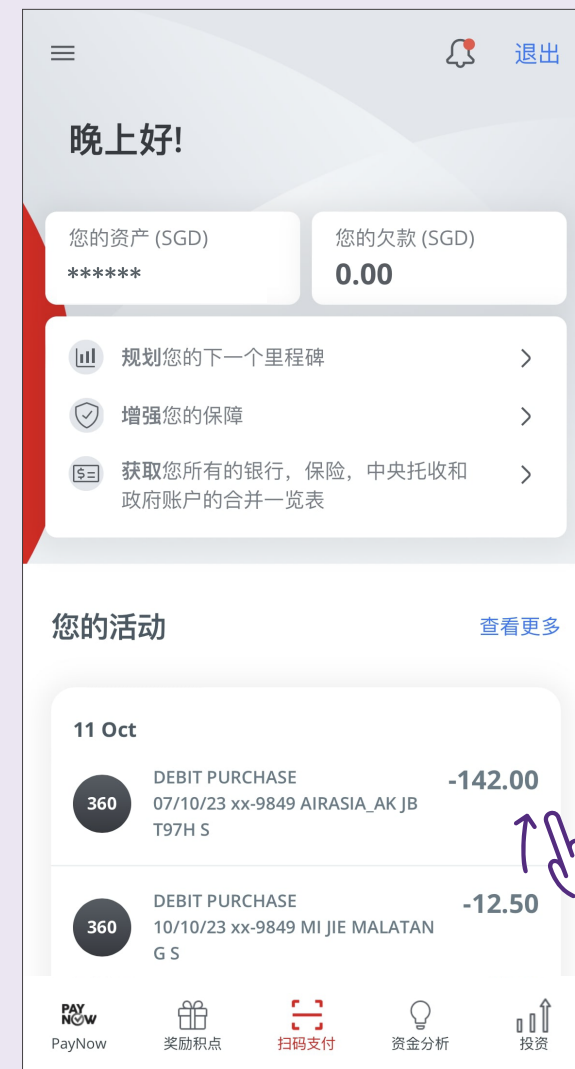 退出
晚上好!
您的资产 (SGD)
******
您的欠款 (SGD)
0.00
规划您的下一个里程碑
增强您的保障
获取您所有的银行，保险，中央托收和
政府账户的合并一览表
您的活动
查看更多
11 Oct
360
DEBIT PURCHASE
07/10/23 xx-9849 AIRASIA_AK JB
T97H S
-142.00
360
DEBIT PURCHASE
10/10/23 xx-9849 MI JIE MALATAN
G S
-12.50
PAY
NOW
PayNow
奖励积点
扫码支付
资金分析
投资